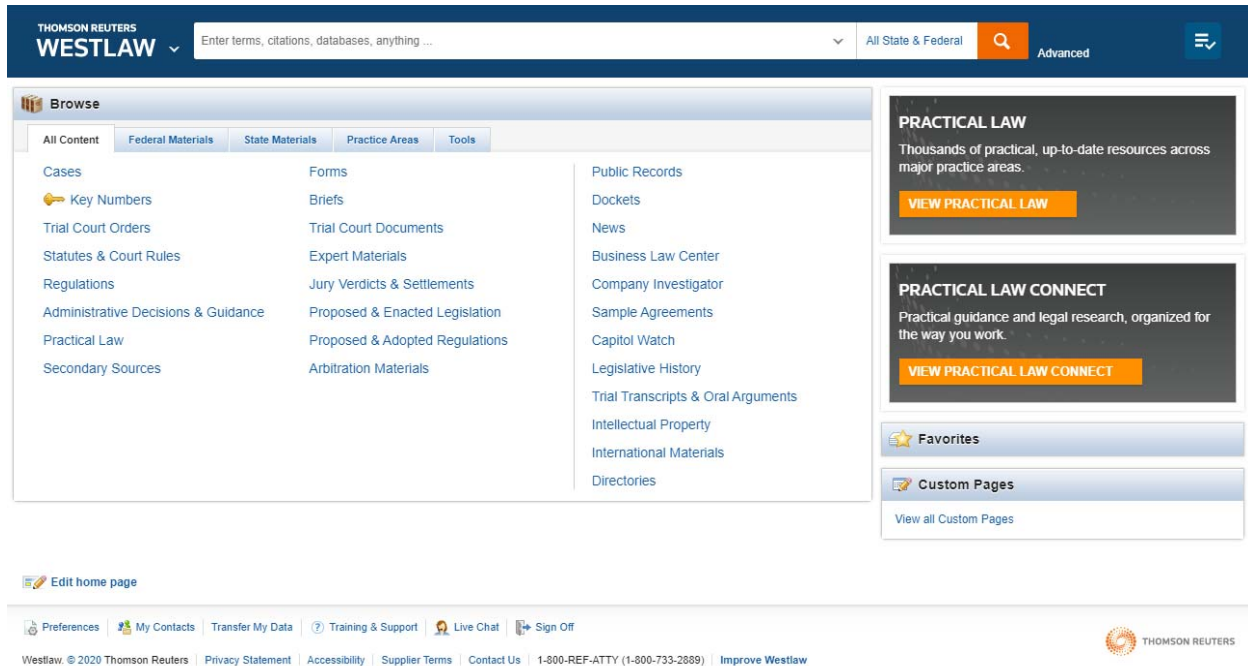 THOMSON REUTERS
WESTLAW
Enter terms, citations, databases, anything ...
All State & Federal
Advanced
Browse
All Content
Federal Materials
State Materials
Practice Areas
Tools
Cases
Key Numbers
Trial Court Orders
Statutes & Court Rules
Regulations
Administrative Decisions & Guidance
Practical Law
Secondary Sources
Forms
Briefs
Trial Court Documents
Expert Materials
Jury Verdicts & Settlements
Proposed & Enacted Legislation
Proposed & Adopted Regulations
Arbitration Materials
Public Records
Dockets
News
Business Law Center
Company Investigator
Sample Agreements
Capitol Watch
Legislative History
Trial Transcripts & Oral Arguments
Intellectual Property
International Materials
Directories
PRACTICAL LAW
Thousands of practical, up-to-date resources across
major practice areas.
VIEW PRACTICAL LAW
PRACTICAL LAW CONNECT
Practical guidance and legal research, organized for
the way you work.
VIEW PRACTICAL LAW CONNECT
Favorites
Custom Pages
View all Custom Pages
Edit home page
Preferences
My Contacts
Transfer My Data
Training & Support
Live Chat
Sign Off
Westlaw. © 2020 Thomson Reuters
Privacy Statement
Accessibility
Supplier Terms
Contact Us
1-800-REF-ATTY (1-800-733-2889)
Improve Westlaw
THOMSON REUTERS